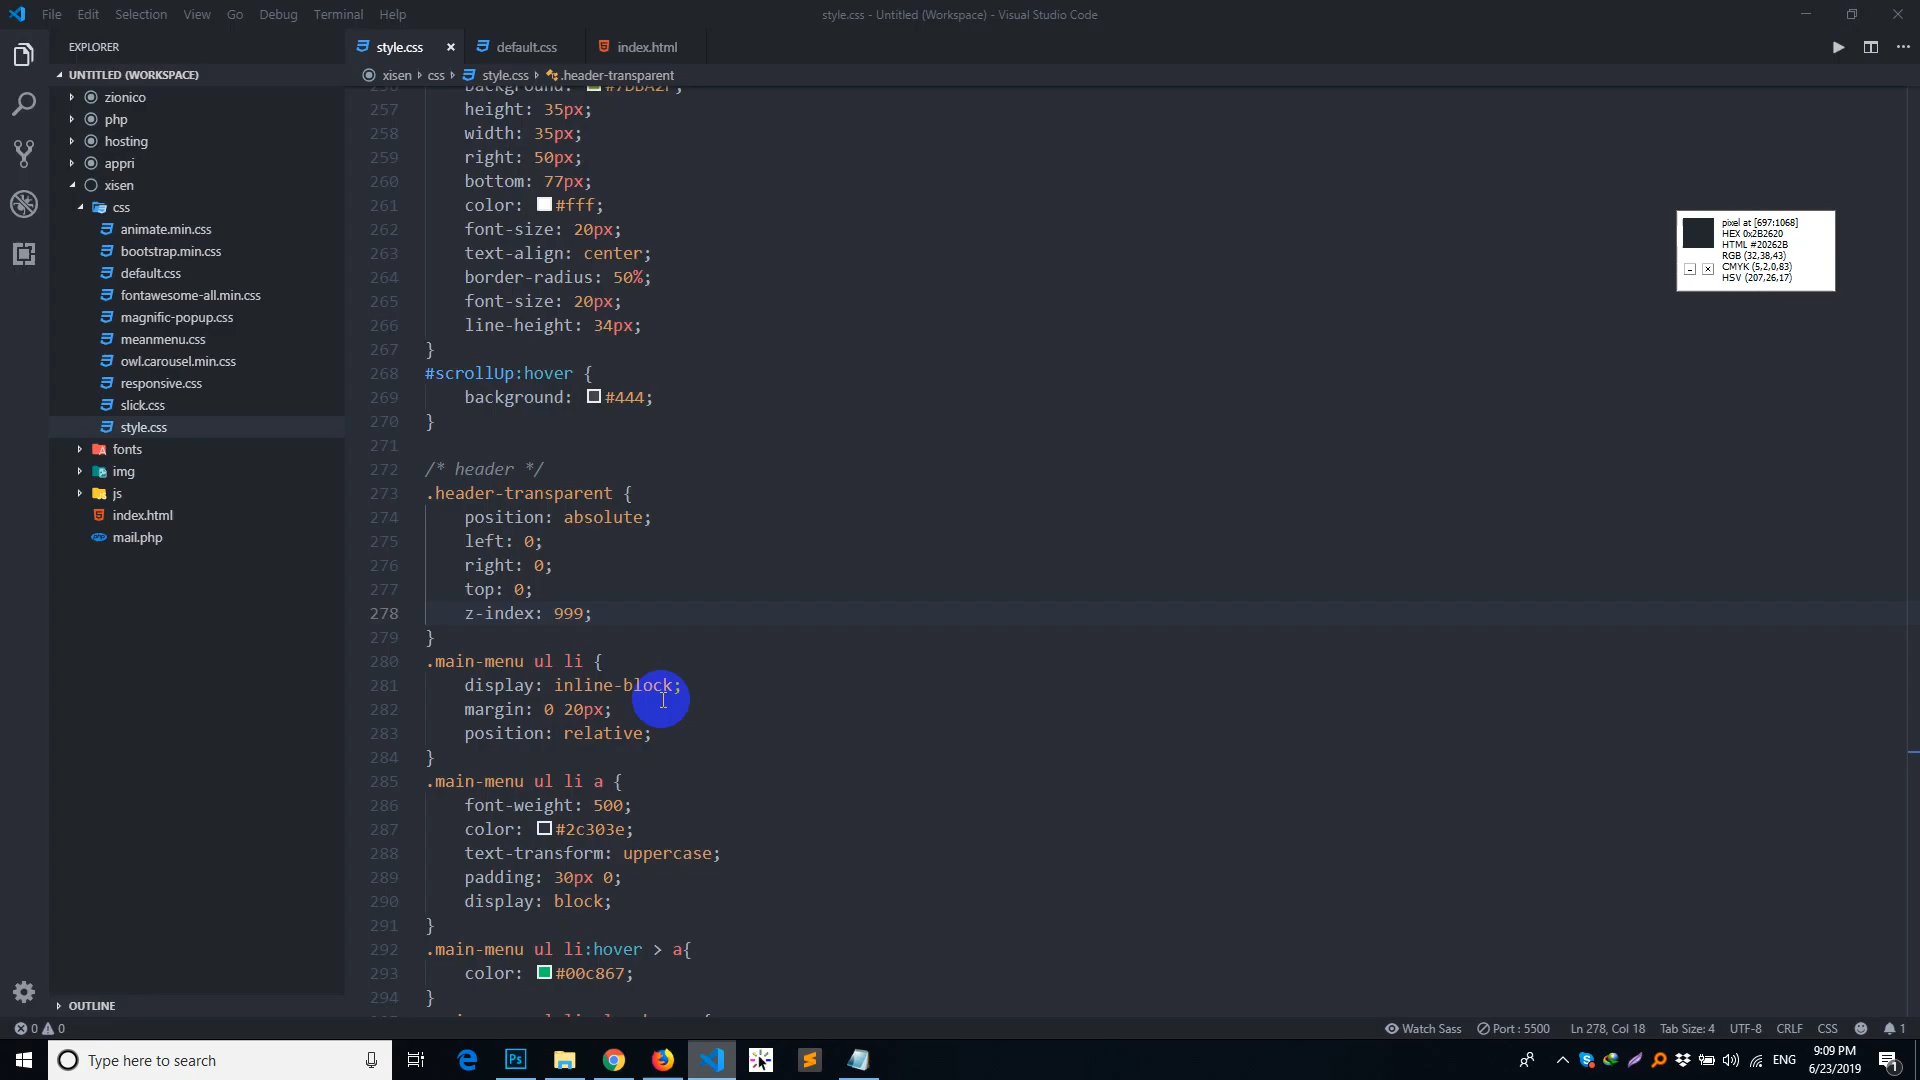 File Edit Selection View Go Debug Terminal Help
style.css - Untitled (Workspace) - Visual Studio Code
EXPLORER
style.css × default.css index.html
UNTITLED (WORKSPACE)
xisen css style.css .header-transparent
zionico
php
hosting
appri
xisen
css
animate.min.css
bootstrap.min.css
default.css
fontawesome-all.min.css
magnific-popup.css
meanmenu.css
owl.carousel.min.css
responsive.css
slick.css
style.css
fonts
img
js
index.html
mail.php
OUTLINE
256 background: #7DBA2F;
257 height: 35px;
258 width: 35px;
259 right: 50px;
260 bottom: 77px;
261 color: #fff;
262 font-size: 20px;
263 text-align: center;
264 border-radius: 50%;
265 font-size: 20px;
266 line-height: 34px;
267 }
268 #scrollUp:hover {
269 background: #444;
270 }
271
272 /* header */
273 .header-transparent {
274 position: absolute;
275 left: 0;
276 right: 0;
277 top: 0;
278 z-index: 999;
279 }
280 .main-menu ul li {
281 display: inline-block;
282 margin: 0 20px;
283 position: relative;
284 }
285 .main-menu ul li a {
286 font-weight: 500;
287 color: #2c303e;
288 text-transform: uppercase;
289 padding: 30px 0;
290 display: block;
291 }
292 .main-menu ul li:hover > a{
293 color: #00c867;
294 }
pixel at [697:1068]
HEX 0x2B2620
HTML #20262B
RGB (32,38,43)
CMYK (5,2,0,83)
HSV (207,26,17)
0 0
Watch Sass Port : 5500 Ln 278, Col 18 Tab Size: 4 UTF-8 CRLF CSS 1
Type here to search
Ps
ENG
9:09 PM
6/23/2019
1